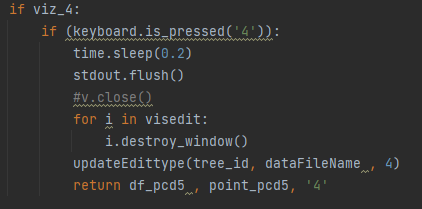 if viz_4:
    if (keyboard.is_pressed('4')):
        time.sleep(0.2)
        stdout.flush()
        #v.close()
        for i in visedit:
            i.destroy_window()
        updateEdittype(tree_id, dataFileName , 4)
        return df_pcd5 , point_pcd5, '4'